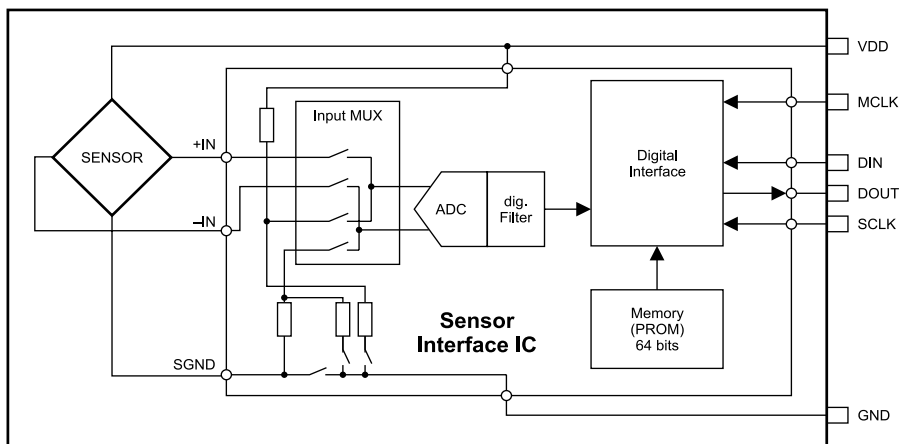 VDD
MCLK
Input MUX
+IN
SENSOR
Digital
Interface
DIN
DOUT
ADC
dig.
Filter
–IN
SCLK
Memory
(PROM)
64 bits
Sensor
Interface IC
SGND
GND